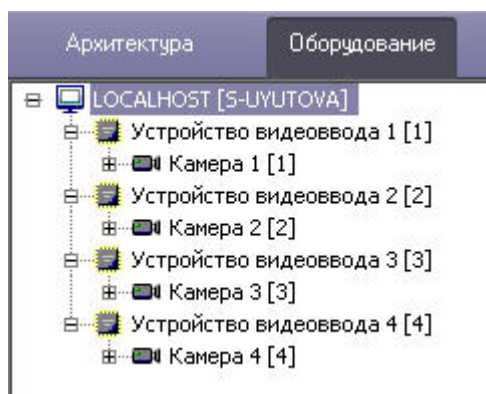 Архитектура Оборудование
LOCALHOST [S-UYUTOVA]
Устройство видеоввода 1 [1]
Камера 1 [1]
Устройство видеоввода 2 [2]
Камера 2 [2]
Устройство видеоввода 3 [3]
Камера 3 [3]
Устройство видеоввода 4 [4]
Камера 4 [4]